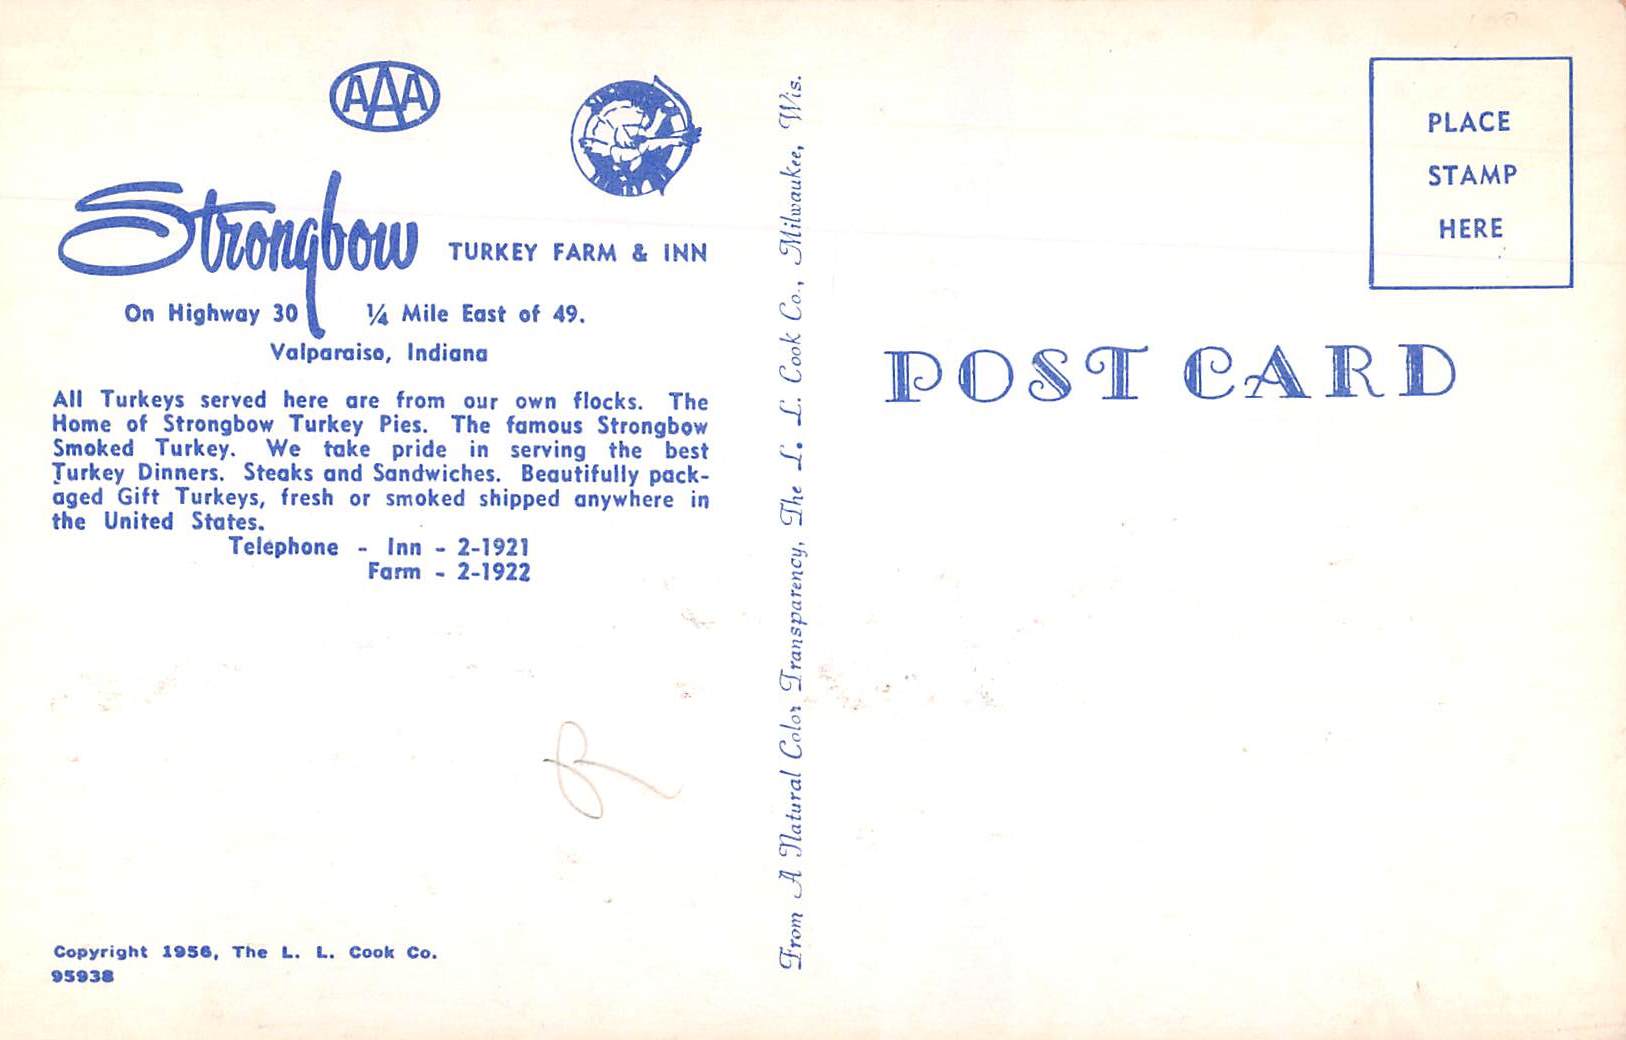 AAA
Strongbow TURKEY FARM & INN
On Highway 30 ¼ Mile East of 49.
Valparaiso, Indiana
All Turkeys served here are from our own flocks. The
Home of Strongbow Turkey Pies. The famous Strongbow
Smoked Turkey. We take pride in serving the best
Turkey Dinners. Steaks and Sandwiches. Beautifully pack-
aged Gift Turkeys, fresh or smoked shipped anywhere in
the United States.
Telephone - Inn - 2-1921
Farm - 2-1922
Copyright 1956, The L. L. Cook Co.
95938
From A Natural Color Transparency, The L. L. Cook Co., Milwaukee, Wis.
PLACE
STAMP
HERE
POST CARD